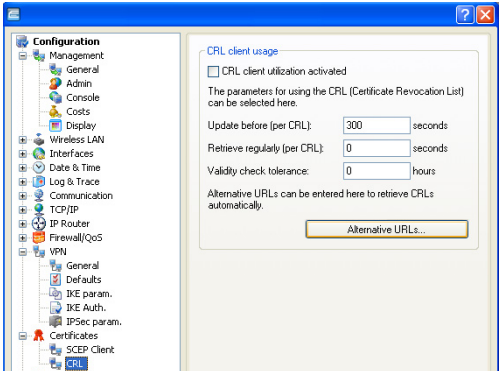 Configuration
Management
General
Admin
Console
Costs
Display
Wireless LAN
Interfaces
Date & Time
Log & Trace
Communication
TCP/IP
IP Router
Firewall/QoS
VPN
General
Defaults
IKE param.
IKE Auth.
IPSec param.
Certificates
SCEP Client
CRL
CRL client usage
CRL client utilization activated
The parameters for using the CRL (Certificate Revocation List)
can be selected here.
Update before (per CRL): 300 seconds
Retrieve regularly (per CRL): 0 seconds
Validity check tolerance: 0 hours
Alternative URLs can be entered here to retrieve CRLs
automatically.
Alternative URLs...